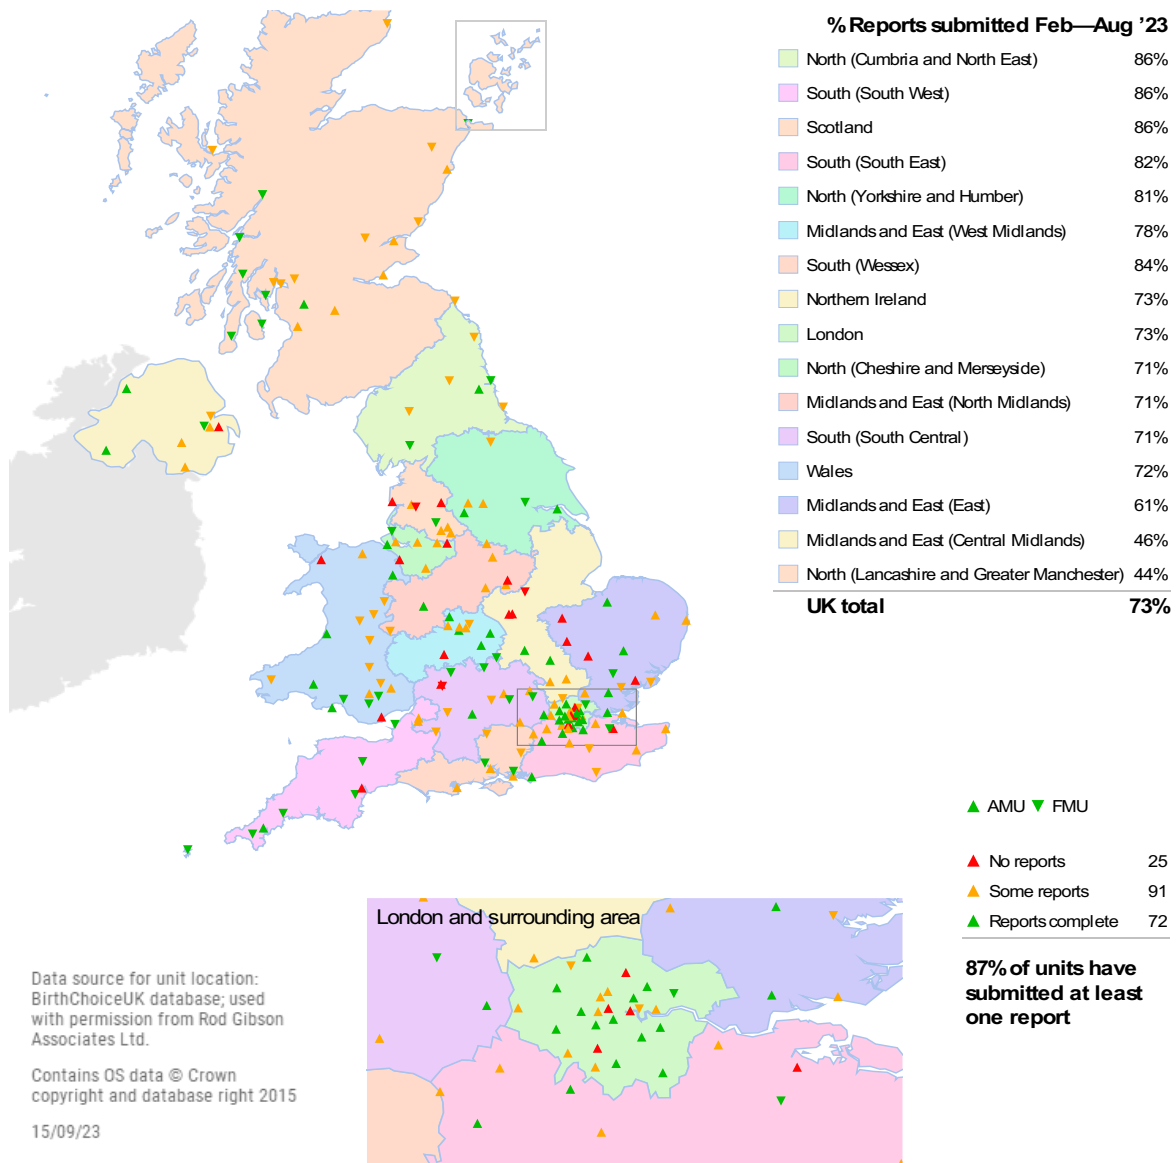 % Reports submitted Feb—Aug ’23
North (Cumbria and North East) 86%
South (South West) 86%
Scotland 86%
South (South East) 82%
North (Yorkshire and Humber) 81%
Midlands and East (West Midlands) 78%
South (Wessex) 84%
Northern Ireland 73%
London 73%
North (Cheshire and Merseyside) 71%
Midlands and East (North Midlands) 71%
South (South Central) 71%
Wales 72%
Midlands and East (East) 61%
Midlands and East (Central Midlands) 46%
North (Lancashire and Greater Manchester) 44%
UK total 73%
AMU FMU
No reports 25
Some reports 91
Reports complete 72
87% of units have
submitted at least
one report
London and surrounding area
Data source for unit location:
BirthChoiceUK database; used
with permission from Rod Gibson
Associates Ltd.
Contains OS data © Crown
copyright and database right 2015
15/09/23